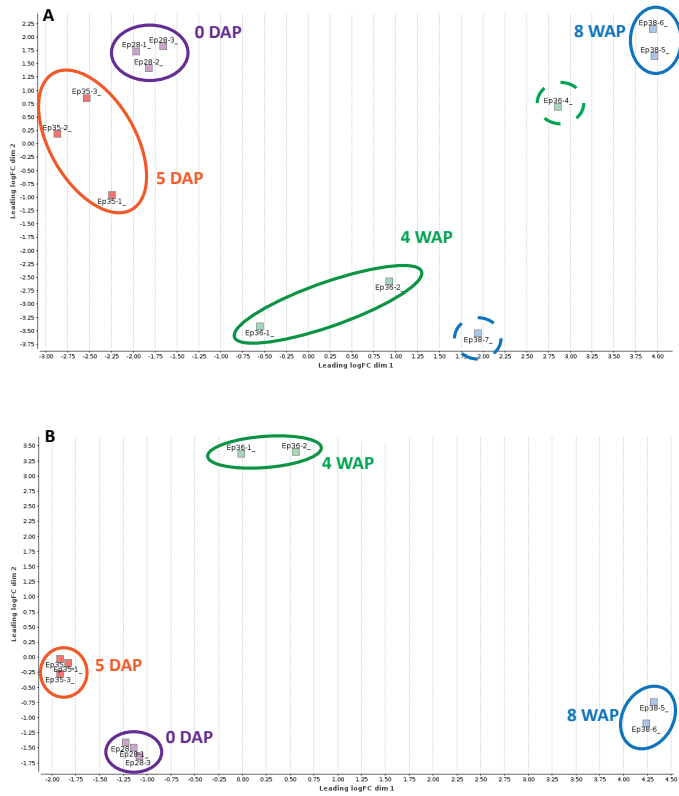 A
0 DAP
8 WAP
Ep38-6_
Ep28-3_
Ep28-1_
Ep38-5_
Ep28-2_
Ep35-3_
Ep36-4_
Ep35-2_
5 DAP
Ep35-1_
4 WAP
Ep36-2_
Ep36-1_
Ep38-7_
2.25
2.00
1.75
1.50
1.25
1.00
0.75
0.50
0.25
0.00
-0.25
-0.50
-0.75
-1.00
-1.25
-1.50
-1.75
-2.00
-2.25
-2.50
-2.75
-3.00
-3.25
-3.50
-3.75
Leading logFC dim 2
-3.00 -2.75 -2.50 -2.25 -2.00 -1.75 -1.50 -1.25 -1.00 -0.75 -0.50 -0.25 0.00 0.25 0.50 0.75 1.00 1.25 1.50 1.75 2.00 2.25 2.50 2.75 3.00 3.25 3.50 3.75 4.00
Leading logFC dim 1
B
Ep36-1_ Ep36-2_
4 WAP
5 DAP
Ep35-1_
Ep35-3_
8 WAP
Ep38-5_
Ep38-6_
0 DAP
Ep28-1_
Ep28-3
3.50
3.25
3.00
2.75
2.50
2.25
2.00
1.75
1.50
1.25
1.00
0.75
0.50
0.25
0.00
-0.25
-0.50
-0.75
-1.00
-1.25
-1.50
-1.75
Leading logFC dim 2
-2.00 -1.75 -1.50 -1.25 -1.00 -0.75 -0.50 -0.25 0.00 0.25 0.50 0.75 1.00 1.25 1.50 1.75 2.00 2.25 2.50 2.75 3.00 3.25 3.50 3.75 4.00 4.25 4.50
Leading logFC dim 1